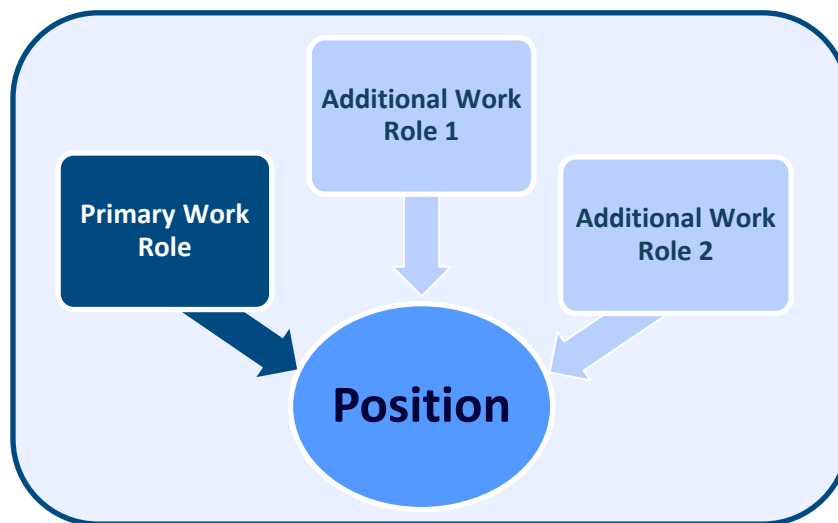 Additional Work
Role 1
Primary Work
Role
Additional Work
Role 2
Position